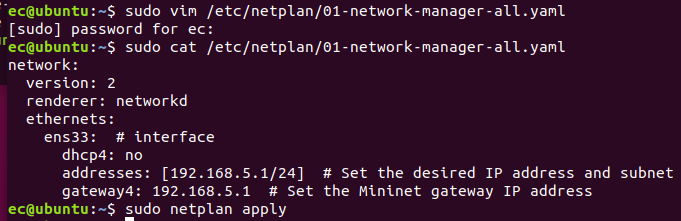 ec@ubuntu:~$ sudo vim /etc/netplan/01-network-manager-all.yaml
[sudo] password for ec:
ec@ubuntu:~$ sudo cat /etc/netplan/01-network-manager-all.yaml
network:
  version: 2
  renderer: networkd
  ethernets:
    ens33:  # interface
      dhcp4: no
      addresses: [192.168.5.1/24]  # Set the desired IP address and subnet
      gateway4: 192.168.5.1  # Set the Mininet gateway IP address
ec@ubuntu:~$ sudo netplan apply